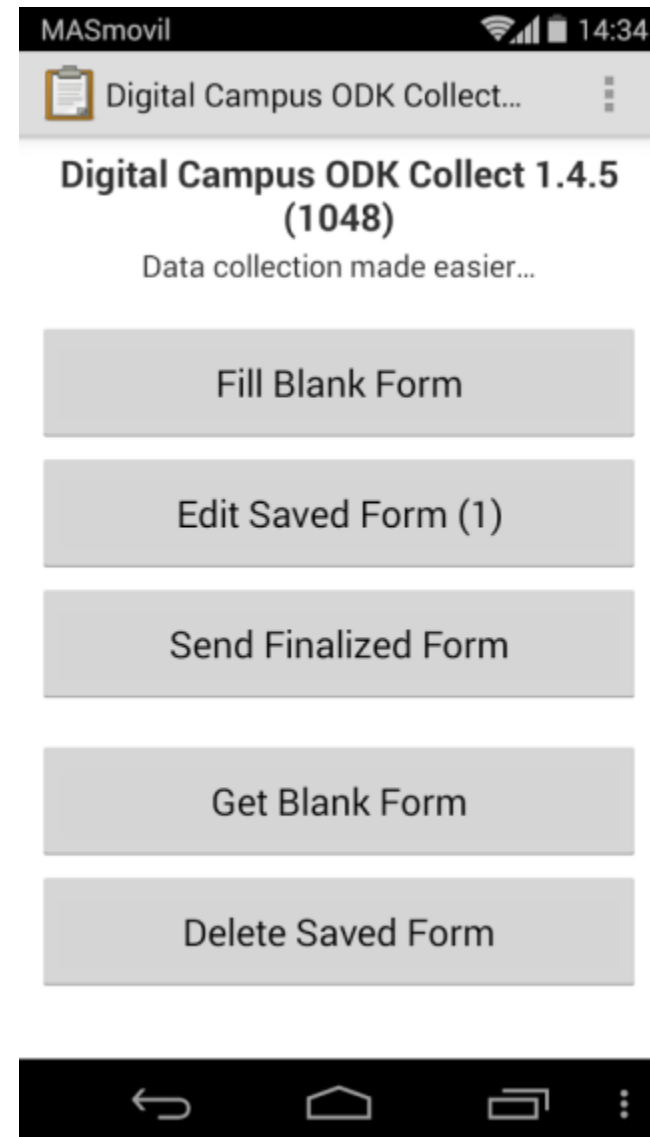 MASmovil 14:34
Digital Campus ODK Collect...
Digital Campus ODK Collect 1.4.5
(1048)
Data collection made easier...
Fill Blank Form
Edit Saved Form (1)
Send Finalized Form
Get Blank Form
Delete Saved Form